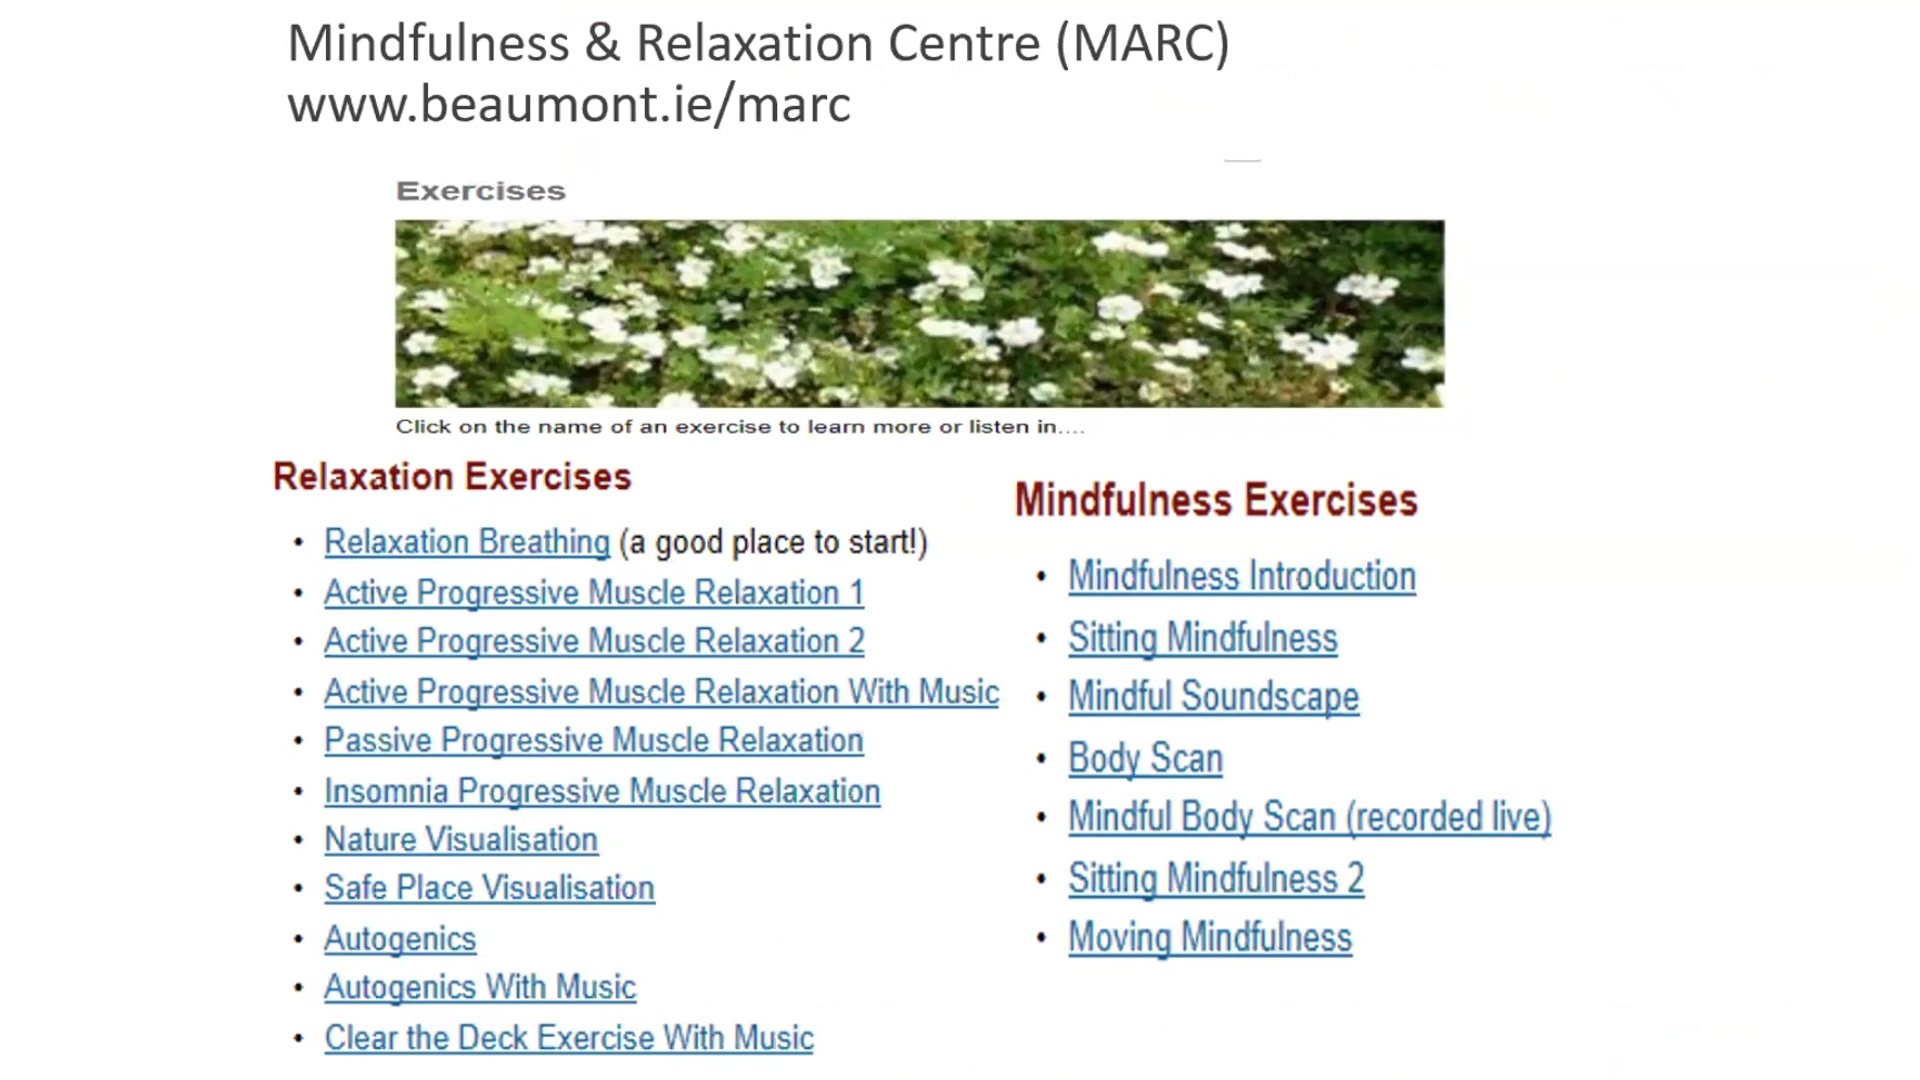 Mindfulness & Relaxation Centre (MARC)
www.beaumont.ie/marc
Exercises
Click on the name of an exercise to learn more or listen in....
Relaxation Exercises
• Relaxation Breathing (a good place to start!)
• Active Progressive Muscle Relaxation 1
• Active Progressive Muscle Relaxation 2
• Active Progressive Muscle Relaxation With Music
• Passive Progressive Muscle Relaxation
• Insomnia Progressive Muscle Relaxation
• Nature Visualisation
• Safe Place Visualisation
• Autogenics
• Autogenics With Music
• Clear the Deck Exercise With Music
Mindfulness Exercises
• Mindfulness Introduction
• Sitting Mindfulness
• Mindful Soundscape
• Body Scan
• Mindful Body Scan (recorded live)
• Sitting Mindfulness 2
• Moving Mindfulness